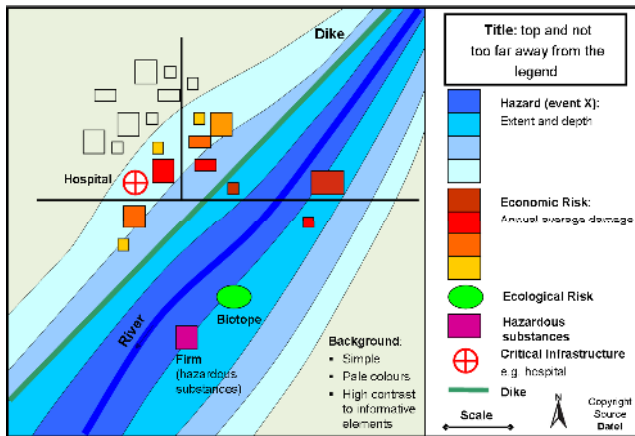 Dike
Hospital
River
Biotope
Firm
(hazardous
substances)
Background:
▪ Simple
▪ Pale colours
▪ High contrast
to informative
elements
Title: top and not
too far away from the
legend
Hazard (event X):
Extent and depth
Economic Risk:
Annual average damage
Ecological Risk
Hazardous
substances
Critical Infrastructure
e.g. hospital
Dike
Scale
N
Copyright
Source
Date!